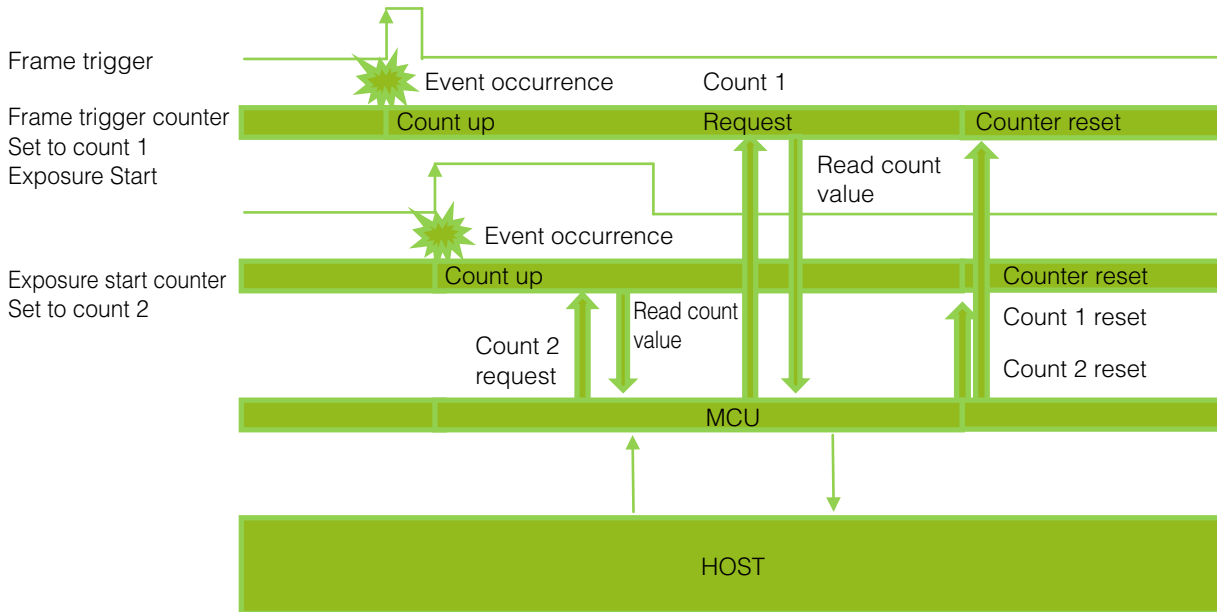 Frame trigger
Event occurrence
Count 1
Frame trigger counter
Set to count 1
Exposure Start
Count up
Request
Counter reset
Read count
value
Event occurrence
Exposure start counter
Set to count 2
Count up
Counter reset
Read count
value
Count 2
request
Count 1 reset
Count 2 reset
MCU
HOST